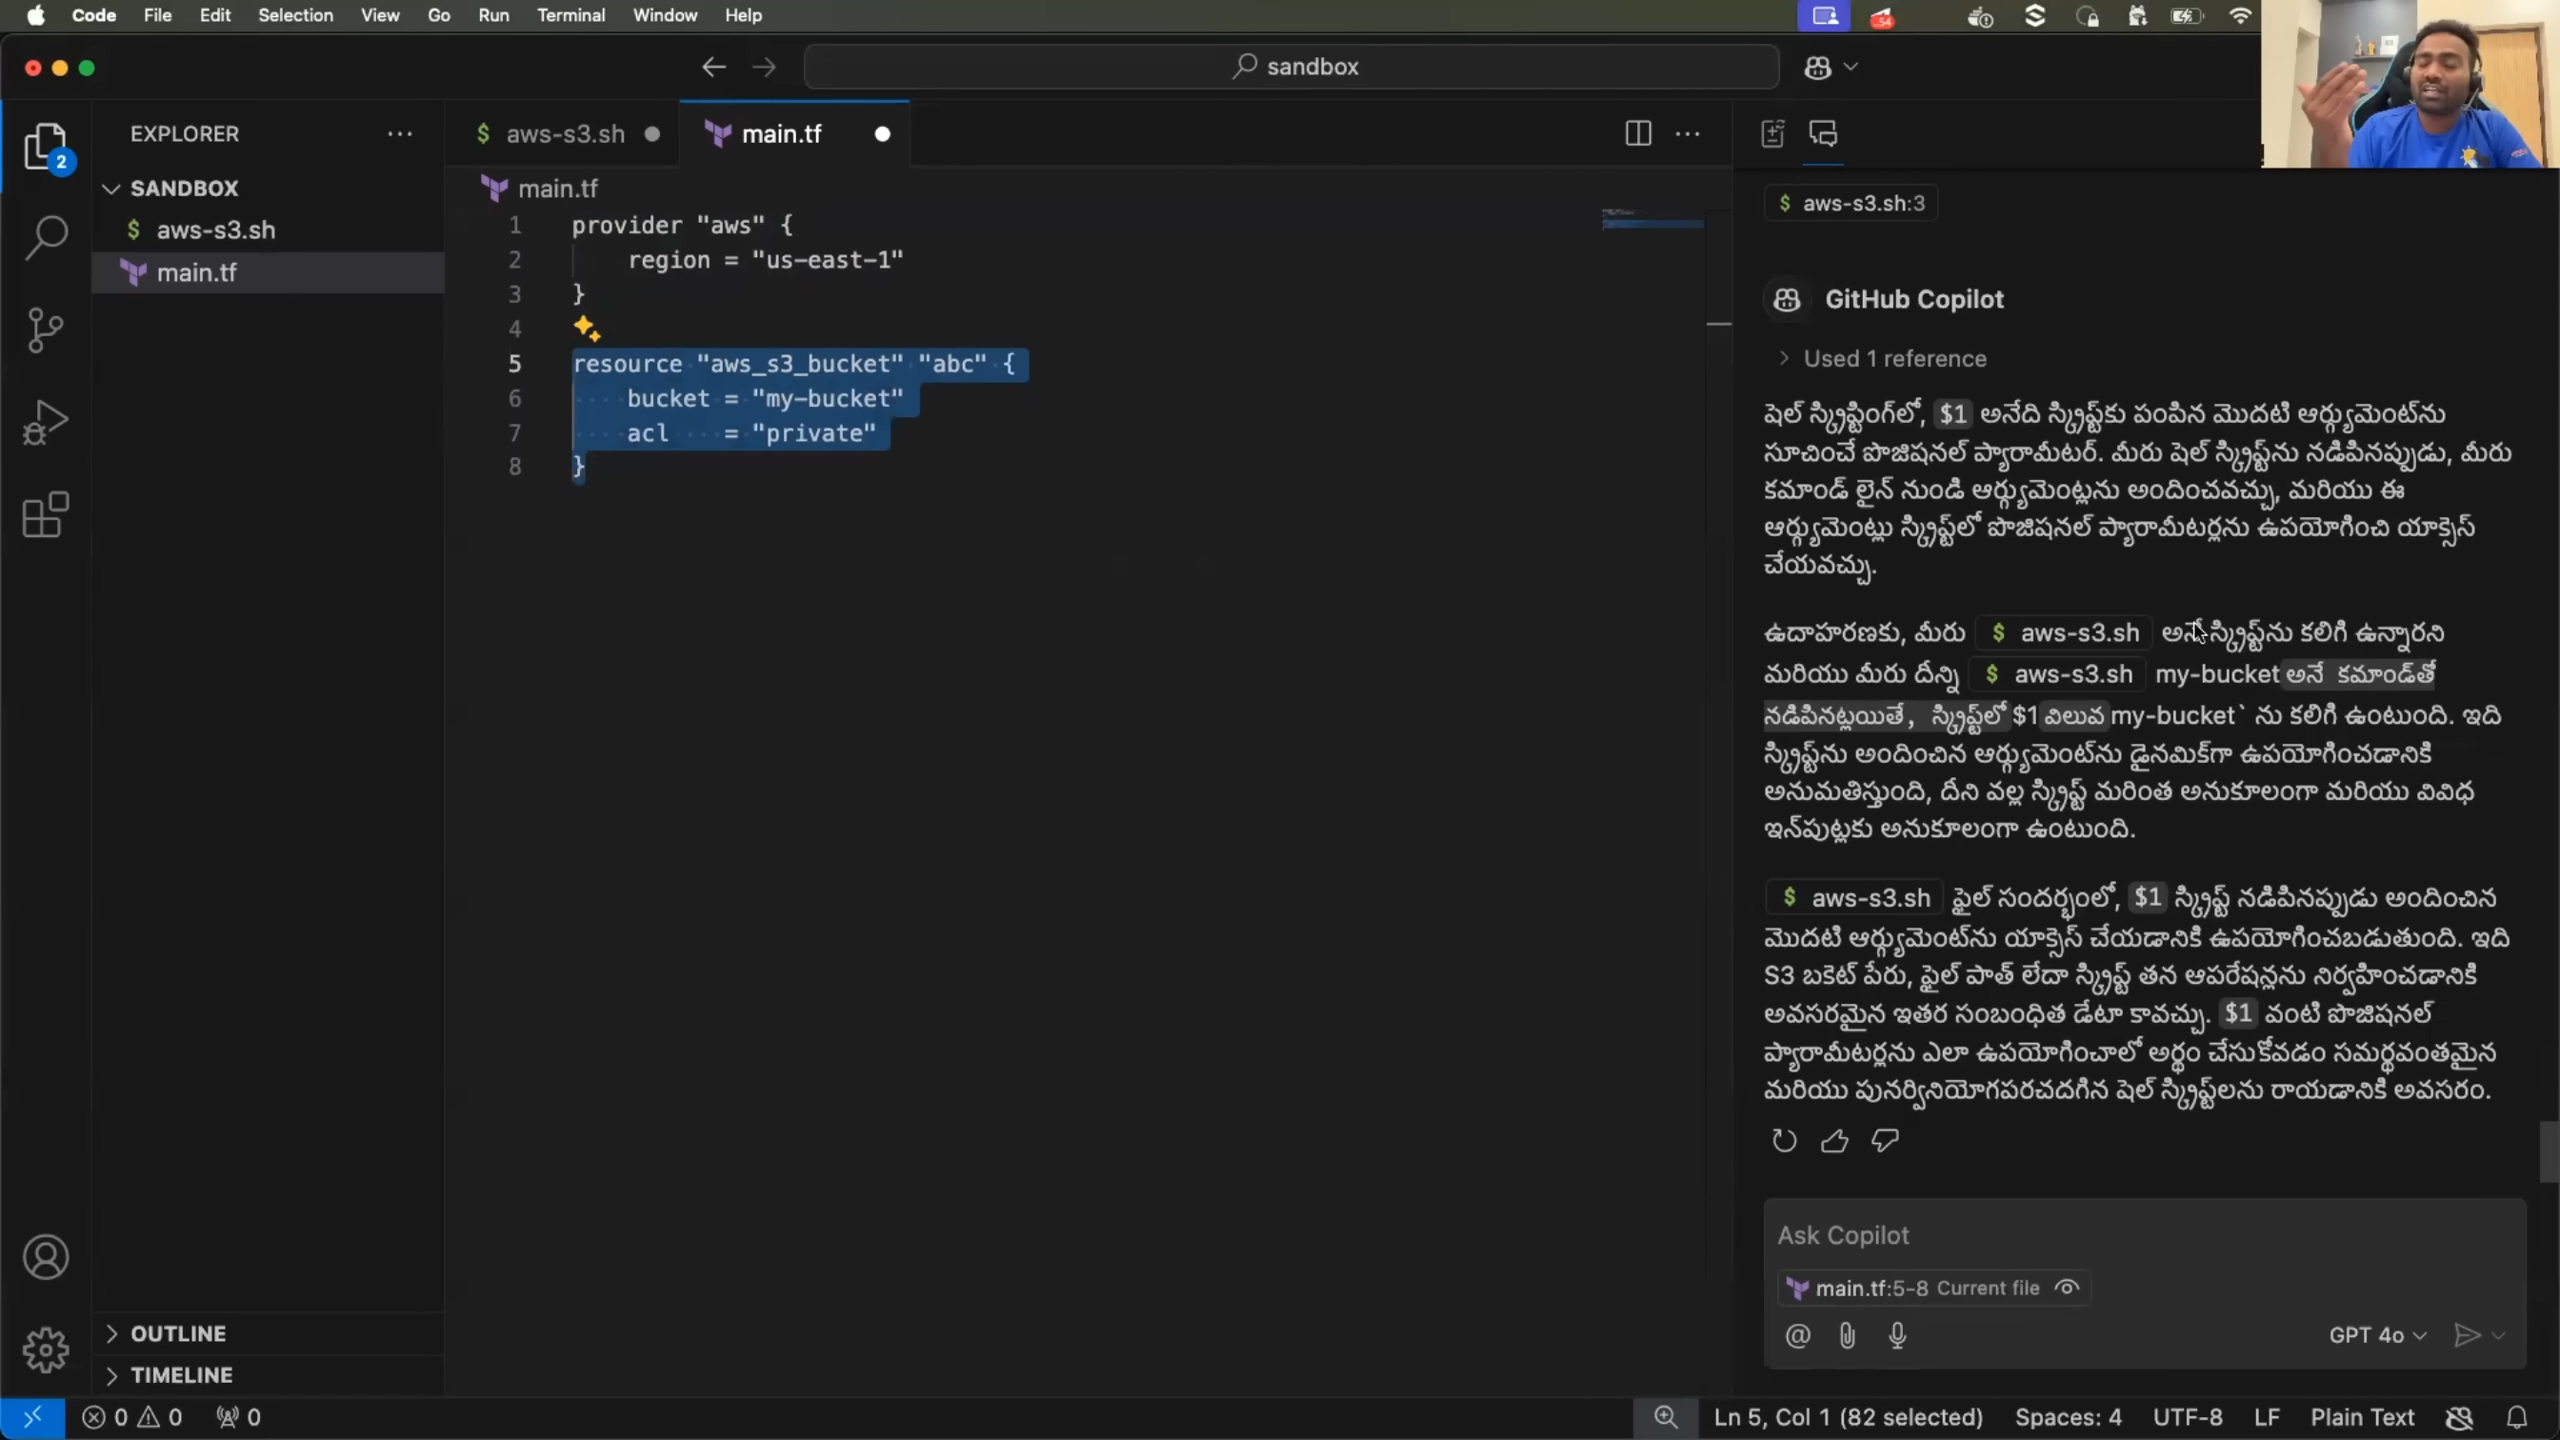 Code File Edit Selection View Go Run Terminal Window Help
54
sandbox
EXPLORER
2
SANDBOX
aws-s3.sh
main.tf
OUTLINE
TIMELINE
$ aws-s3.sh
main.tf
main.tf
1 provider "aws" {
2 region = "us-east-1"
3 }
4
5 resource "aws_s3_bucket" "abc" {
6 bucket = "my-bucket"
7 acl = "private"
8 }
$ aws-s3.sh:3
GitHub Copilot
Used 1 reference
షెల్ స్క్రిప్టింగ్‌లో, $1 అనేది స్క్రిప్ట్‌కు పంపిన మొదటి ఆర్గ్యుమెంట్‌ను
సూచించే పొజిషనల్ ప్యారామీటర్. మీరు షెల్ స్క్రిప్ట్‌ను నడిపినప్పుడు, మీరు
కమాండ్ లైన్ నుండి ఆర్గ్యుమెంట్లను అందించవచ్చు, మరియు ఈ
ఆర్గ్యుమెంట్లు స్క్రిప్ట్‌లో పొజిషనల్ ప్యారామీటర్లను ఉపయోగించి యాక్సెస్
చేయవచ్చు.
ఉదాహరణకు, మీరు $ aws-s3.sh అనే స్క్రిప్ట్‌ను కలిగి ఉన్నారని
మరియు మీరు దీన్ని $ aws-s3.sh my-bucket అనే కమాండ్‌తో
నడిపినట్లయితే, స్క్రిప్ట్‌లో $1 విలువ my-bucket` ను కలిగి ఉంటుంది. ఇది
స్క్రిప్ట్‌ను అందించిన ఆర్గ్యుమెంట్‌ను డైనమిక్‌గా ఉపయోగించడానికి
అనుమతిస్తుంది, దీని వల్ల స్క్రిప్ట్ మరింత అనుకూలంగా మరియు వివిధ
ఇన్‌పుట్లకు అనుకూలంగా ఉంటుంది.
$ aws-s3.sh ఫైల్ సందర్భంలో, $1 స్క్రిప్ట్ నడిపినప్పుడు అందించిన
మొదటి ఆర్గ్యుమెంట్‌ను యాక్సెస్ చేయడానికి ఉపయోగించబడుతుంది. ఇది
S3 బకెట్ పేరు, ఫైల్ పాత్ లేదా స్క్రిప్ట్ తన ఆపరేషన్లను నిర్వహించడానికి
అవసరమైన ఇతర సంబంధిత డేటా కావచ్చు. $1 వంటి పొజిషనల్
ప్యారామీటర్లను ఎలా ఉపయోగించాలో అర్థం చేసుకోవడం సమర్థవంతమైన
మరియు పునర్వినియోగపరచదగిన షెల్ స్క్రిప్ట్‌లను రాయడానికి అవసరం.
Ask Copilot
main.tf:5-8 Current file
GPT 4o
0 0 0
Ln 5, Col 1 (82 selected) Spaces: 4 UTF-8 LF Plain Text